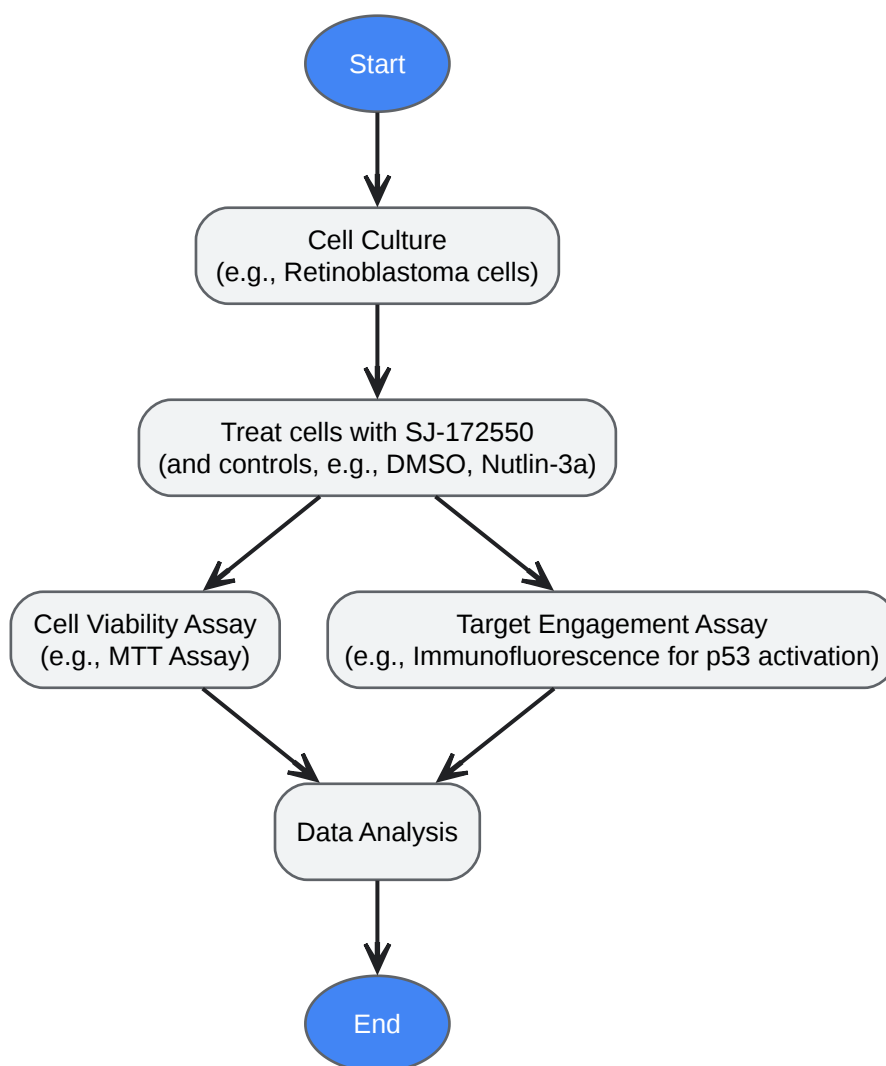 Start
Cell Culture
(e.g., Retinoblastoma cells)
Treat cells with SJ-172550
(and controls, e.g., DMSO, Nutlin-3a)
Cell Viability Assay
(e.g., MTT Assay)
Target Engagement Assay
(e.g., Immunofluorescence for p53 activation)
Data Analysis
End